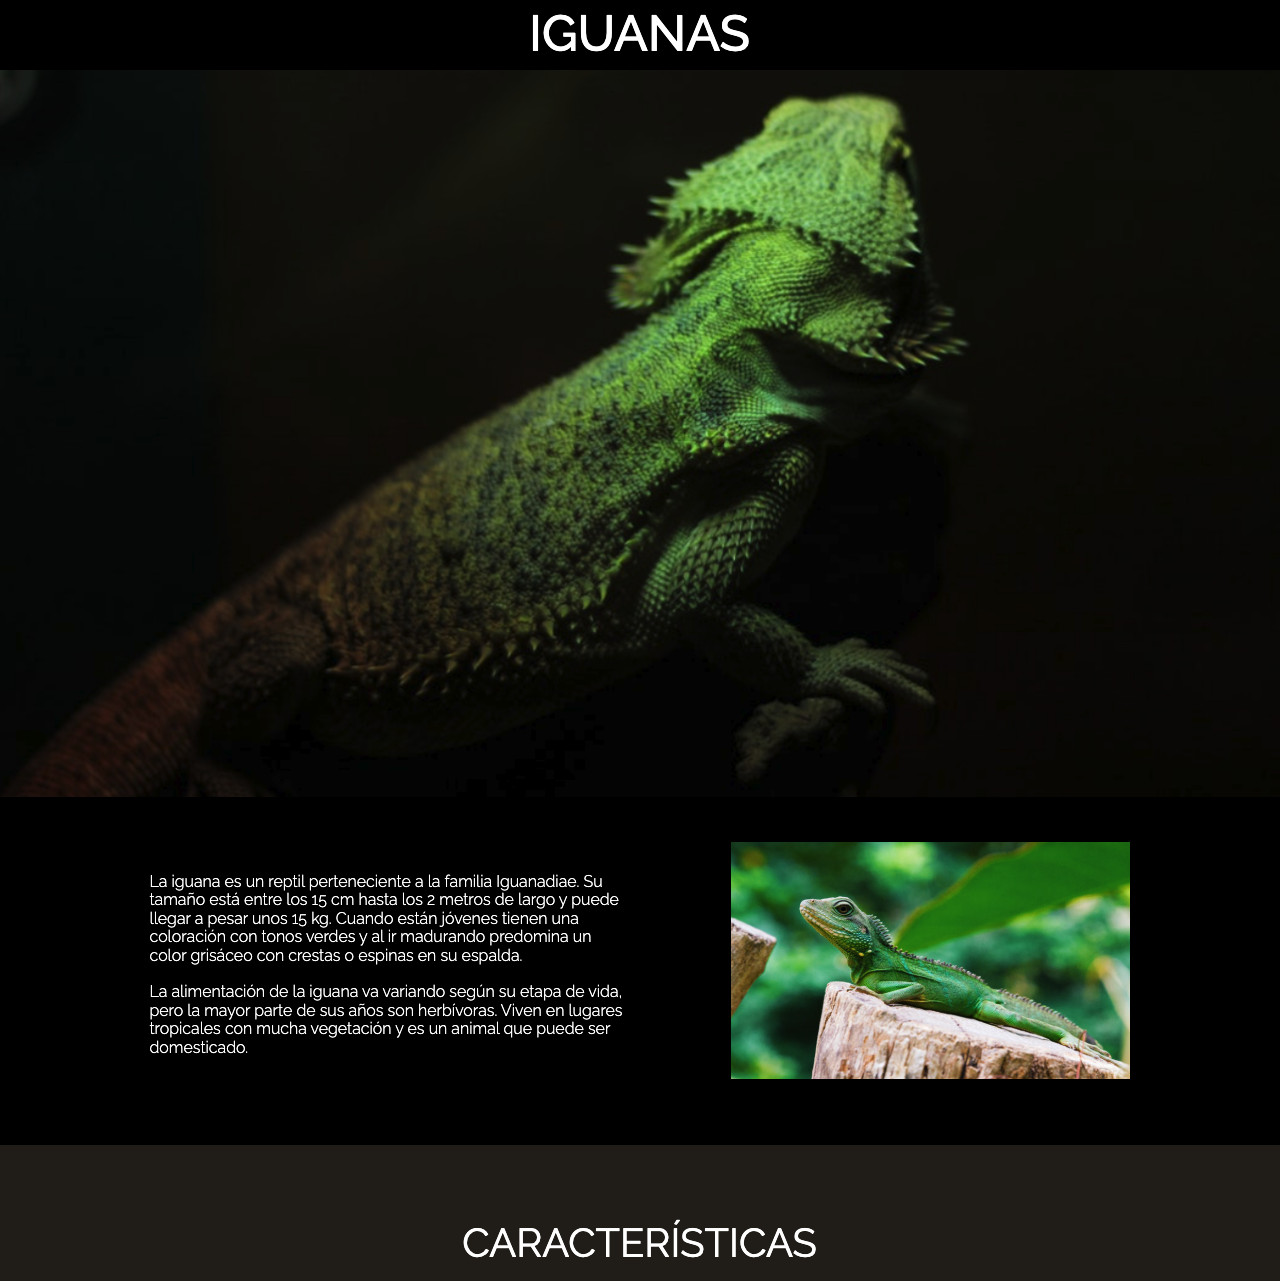 IGUANAS
La iguana es un reptil perteneciente a la familia Iguanadiae. Su
tamaño está entre los 15 cm hasta los 2 metros de largo y puede
llegar a pesar unos 15 kg. Cuando están jóvenes tienen una
coloración con tonos verdes y al ir madurando predomina un
color grisáceo con crestas o espinas en su espalda.
La alimentación de la iguana va variando según su etapa de vida,
pero la mayor parte de sus años son herbívoras. Viven en lugares
tropicales con mucha vegetación y es un animal que puede ser
domesticado.
CARACTERÍSTICAS